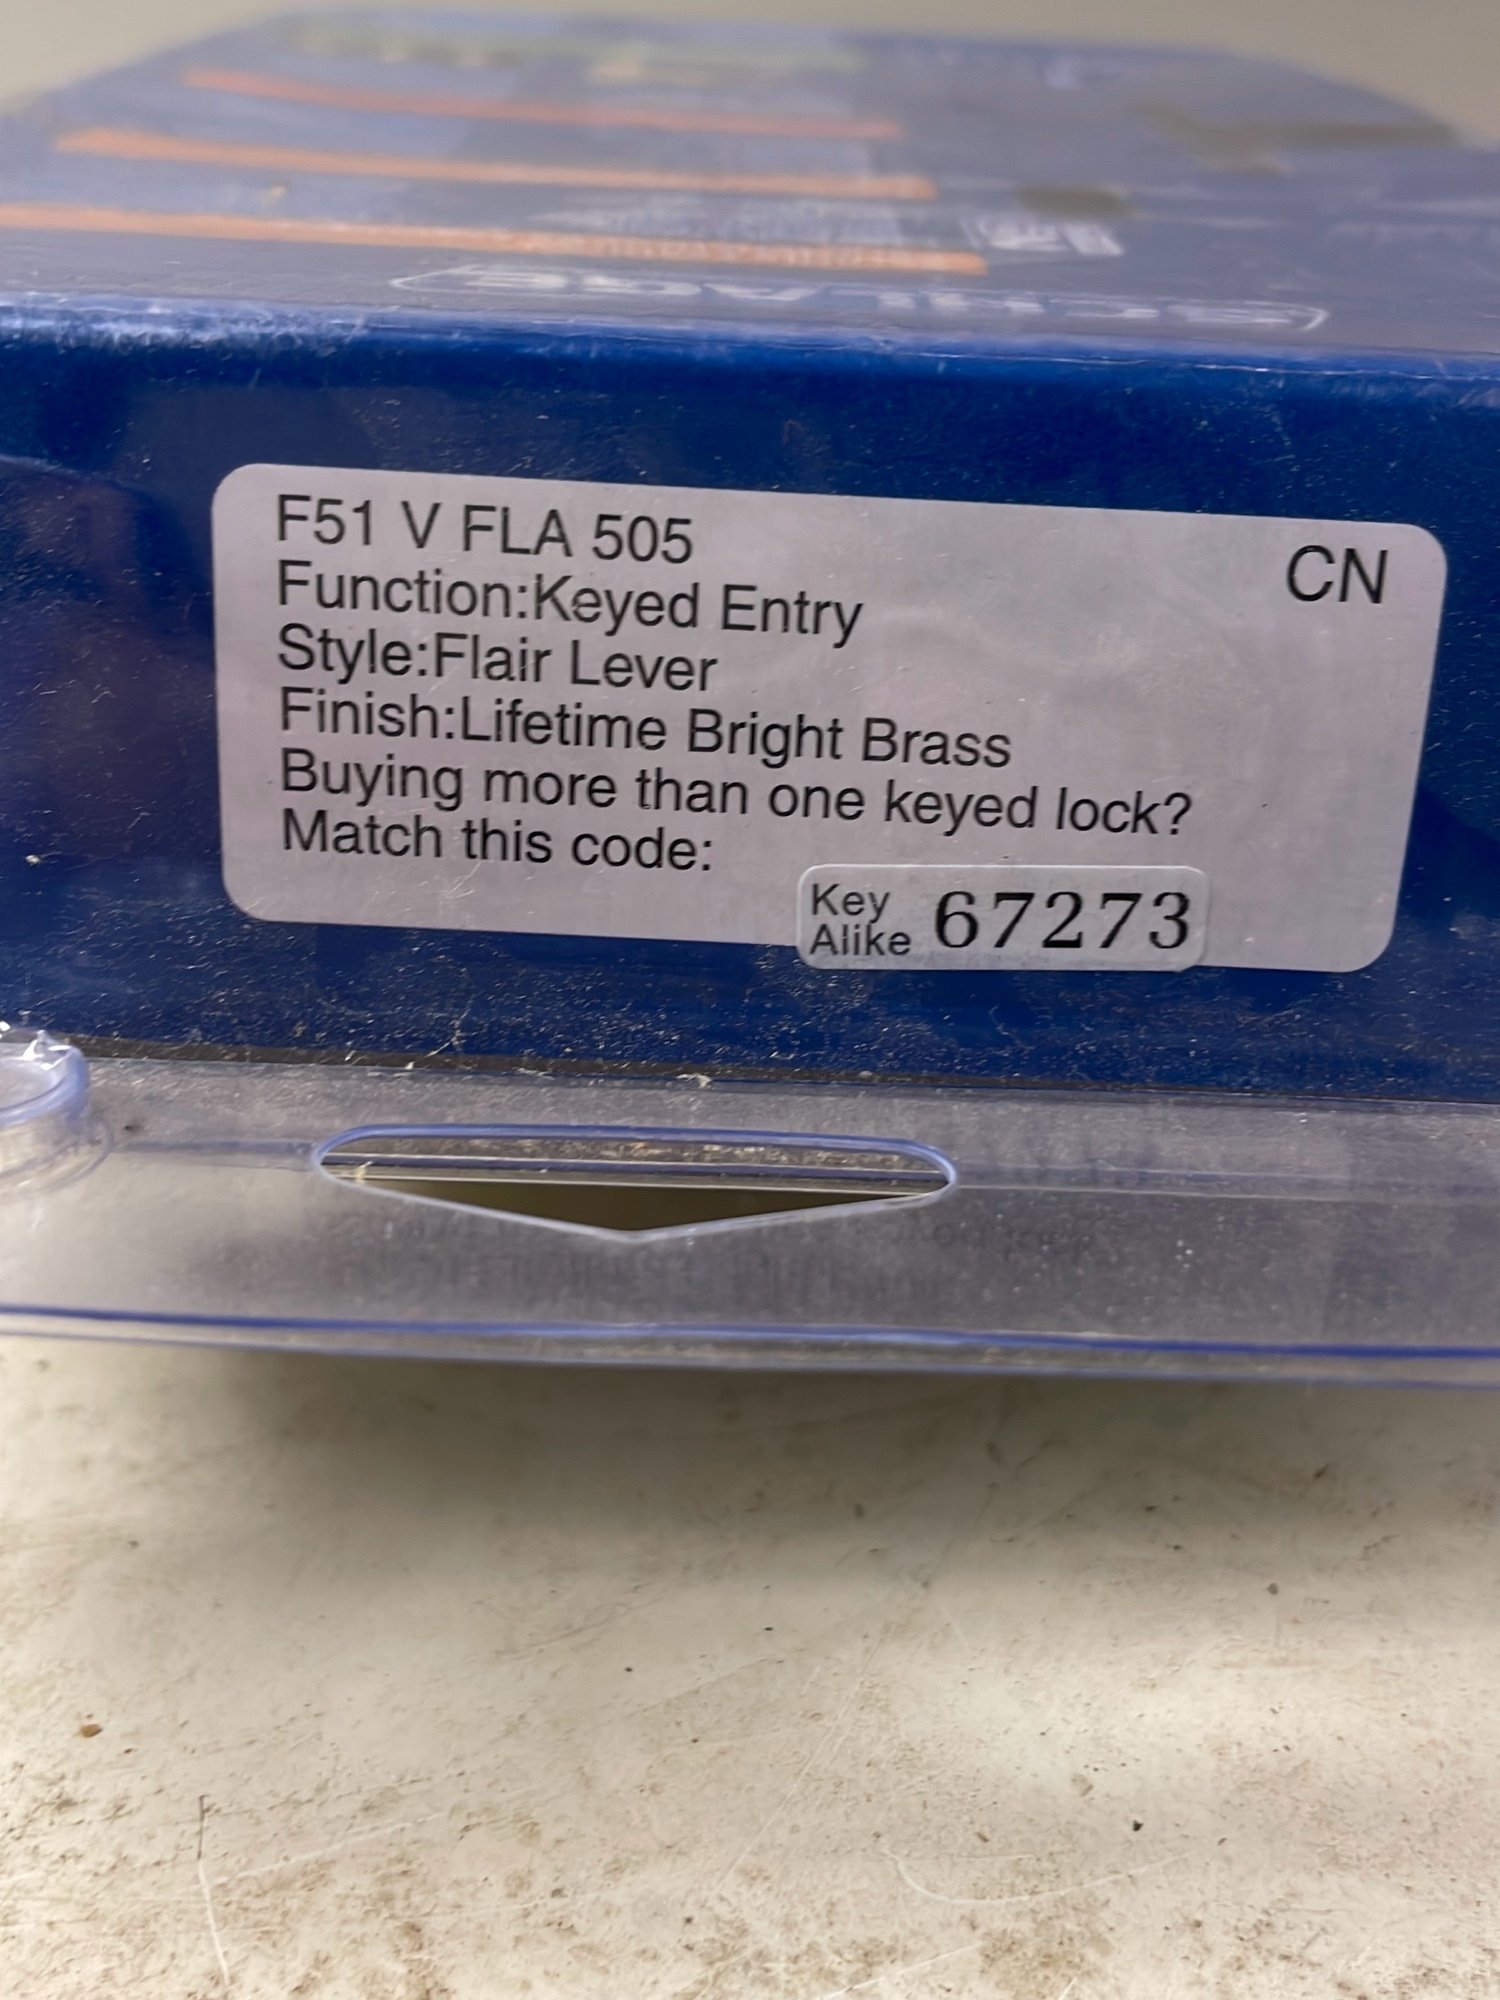 F51 V FLA 505
CN
Function:Keyed Entry
Style:Flair Lever
Finish:Lifetime Bright Brass
Buying more than one keyed lock?
Match this code:
Key
Alike 67273